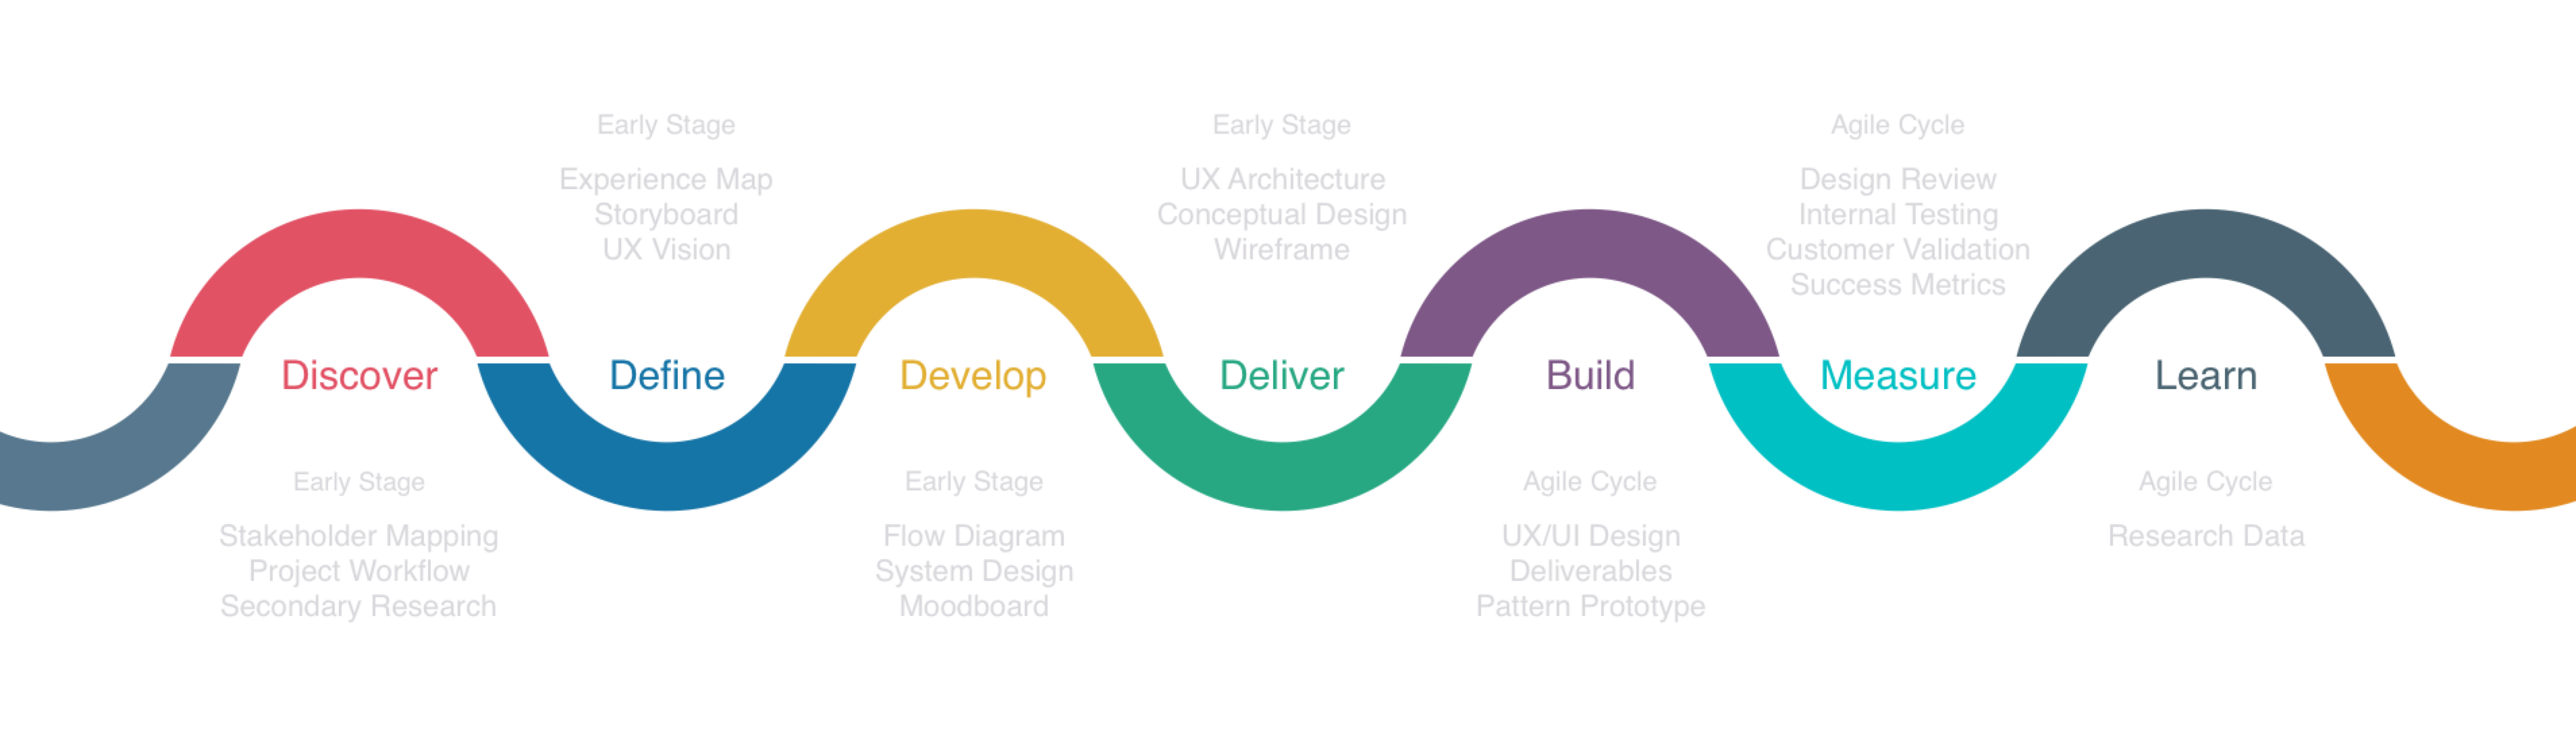 Discover
Early Stage
Stakeholder Mapping
Project Workflow
Secondary Research
Early Stage
Experience Map
Storyboard
UX Vision
Define
Develop
Early Stage
Flow Diagram
System Design
Moodboard
Early Stage
UX Architecture
Conceptual Design
Wireframe
Deliver
Build
Agile Cycle
UX/UI Design
Deliverables
Pattern Prototype
Agile Cycle
Design Review
Internal Testing
Customer Validation
Success Metrics
Measure
Learn
Agile Cycle
Research Data